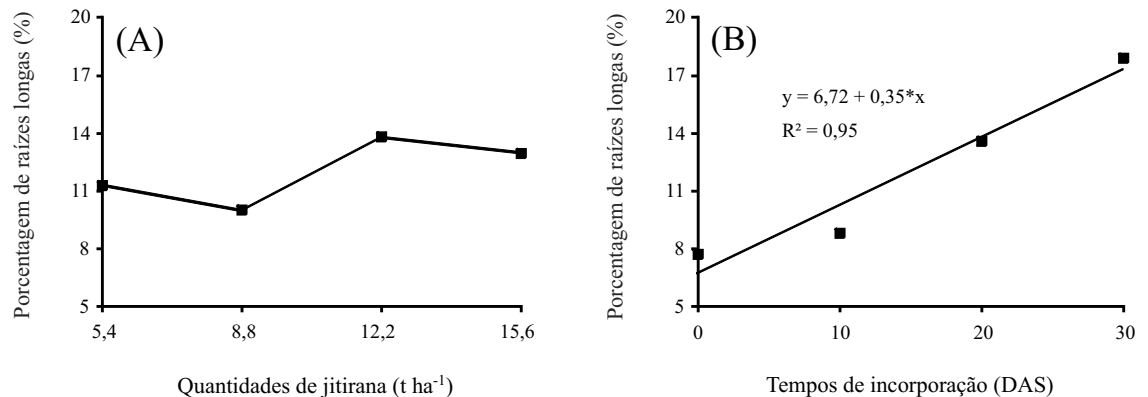 (A)
Porcentagem de raízes longas (%)
20
17
14
11
8
5
5,4 8,8 12,2 15,6
Quantidades de jitirana (t ha⁻¹)
(B)
Porcentagem de raízes longas (%)
20
17
14
11
8
5
y = 6,72 + 0,35*x
R² = 0,95
0 10 20 30
Tempos de incorporação (DAS)